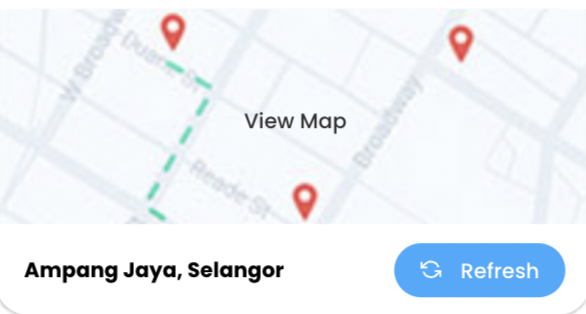 W Broadway
Duane St
View Map
Broadway
Reade St
Ampang Jaya, Selangor
Refresh